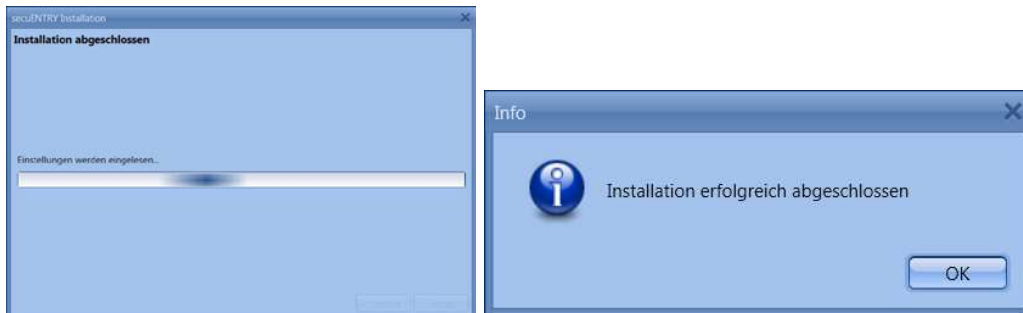 secuENTRY Installation
Installation abgeschlossen
Einstellungen werden eingelesen...
Info
Installation erfolgreich abgeschlossen
OK